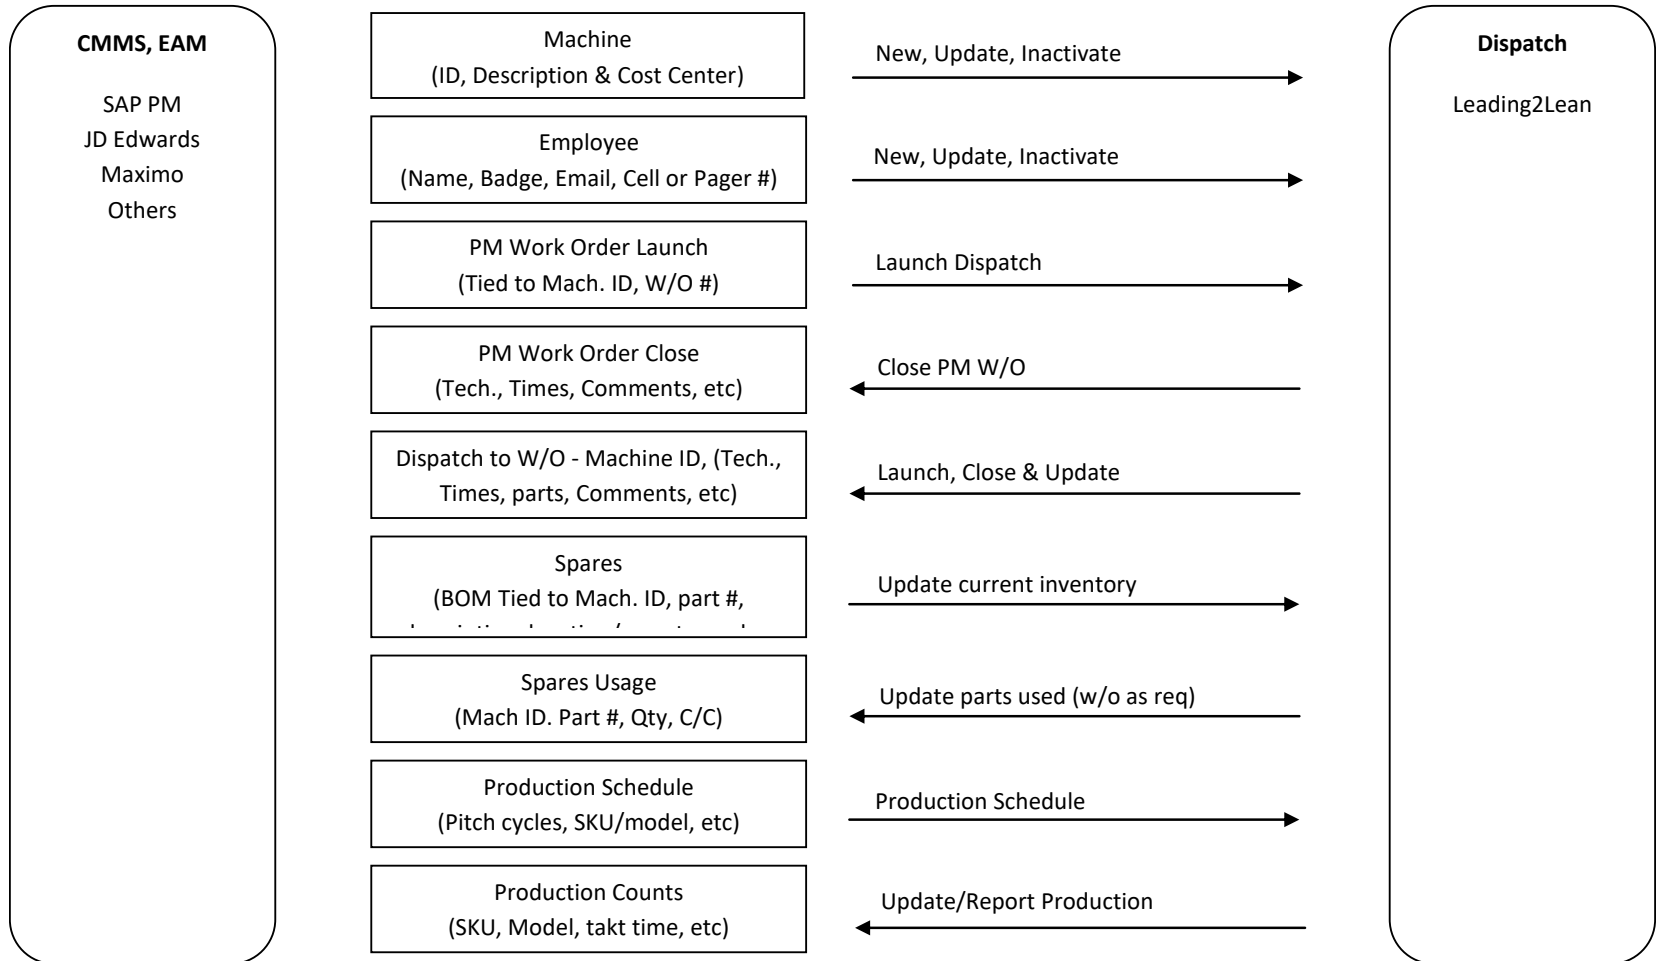 CMMS, EAM
SAP PM
JD Edwards
Maximo
Others
Machine
(ID, Description & Cost Center)
New, Update, Inactivate
Employee
(Name, Badge, Email, Cell or Pager #)
New, Update, Inactivate
PM Work Order Launch
(Tied to Mach. ID, W/O #)
Launch Dispatch
PM Work Order Close
(Tech., Times, Comments, etc)
Close PM W/O
Dispatch to W/O - Machine ID, (Tech.,
Times, parts, Comments, etc)
Launch, Close & Update
Spares
(BOM Tied to Mach. ID, part #,
Update current inventory
Spares Usage
(Mach ID. Part #, Qty, C/C)
Update parts used (w/o as req)
Production Schedule
(Pitch cycles, SKU/model, etc)
Production Schedule
Production Counts
(SKU, Model, takt time, etc)
Update/Report Production
Dispatch
Leading2Lean